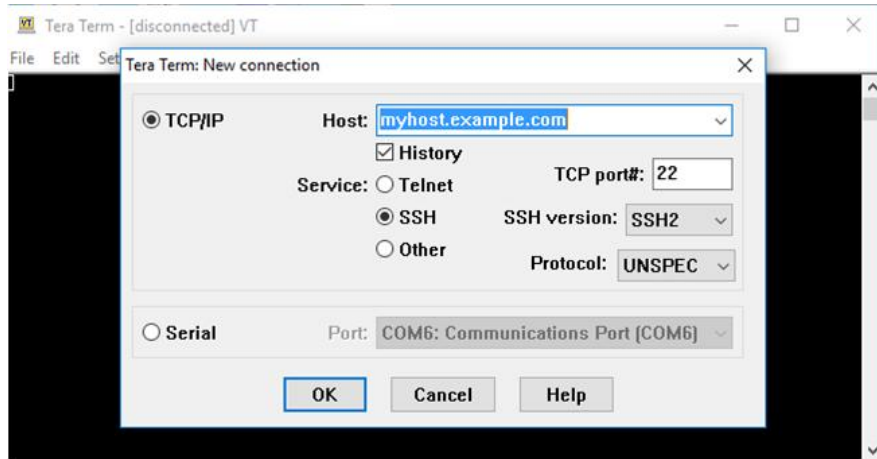 VT Tera Term - [disconnected] VT
File Edit Set
Tera Term: New connection
TCP/IP Host: myhost.example.com
History
Service: Telnet TCP port#: 22
SSH SSH version: SSH2
Other Protocol: UNSPEC
Serial Port: COM6: Communications Port (COM6)
OK Cancel Help